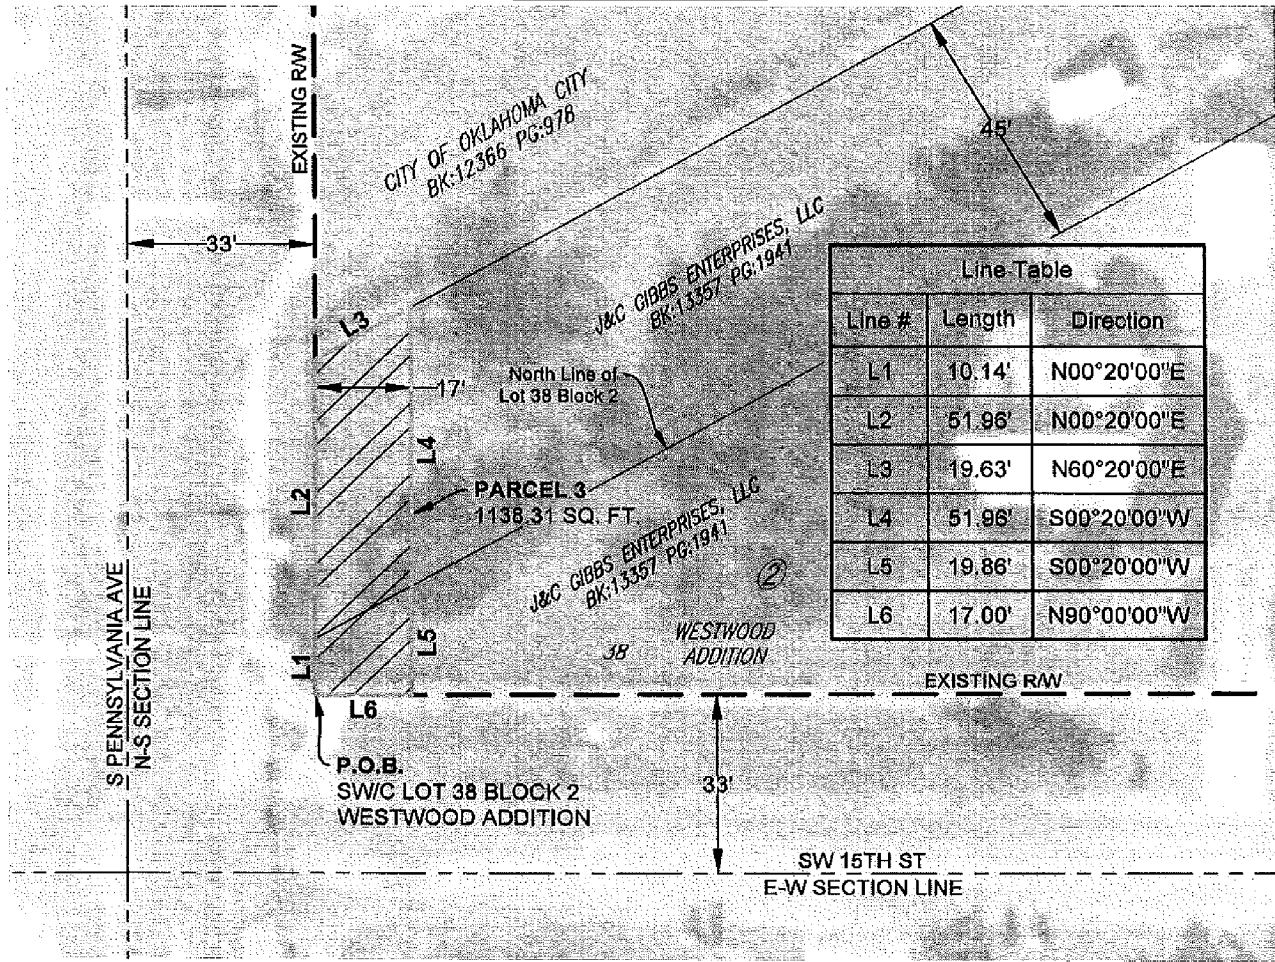 EXISTING R/W
CITY OF OKLAHOMA CITY
BK:12366 PG:978
45'
33'
J&C GIBBS ENTERPRISES, LLC
BK:13357 PG:1941
L3
17'
North Line of
Lot 38 Block 2
L4
L2
PARCEL 3
1138.31 SQ. FT.
J&C GIBBS ENTERPRISES, LLC
BK:13357 PG:1941
2
WESTWOOD
ADDITION
38
L5
L1
L6
Line Table
Line # Length Direction
L1 10.14' N00°20'00"E
L2 51.96' N00°20'00"E
L3 19.63' N60°20'00"E
L4 51.96' S00°20'00"W
L5 19.86' S00°20'00"W
L6 17.00' N90°00'00"W
EXISTING R/W
S PENNSYLVANIA AVE
N-S SECTION LINE
P.O.B.
SW/C LOT 38 BLOCK 2
WESTWOOD ADDITION
33'
SW 15TH ST
E-W SECTION LINE